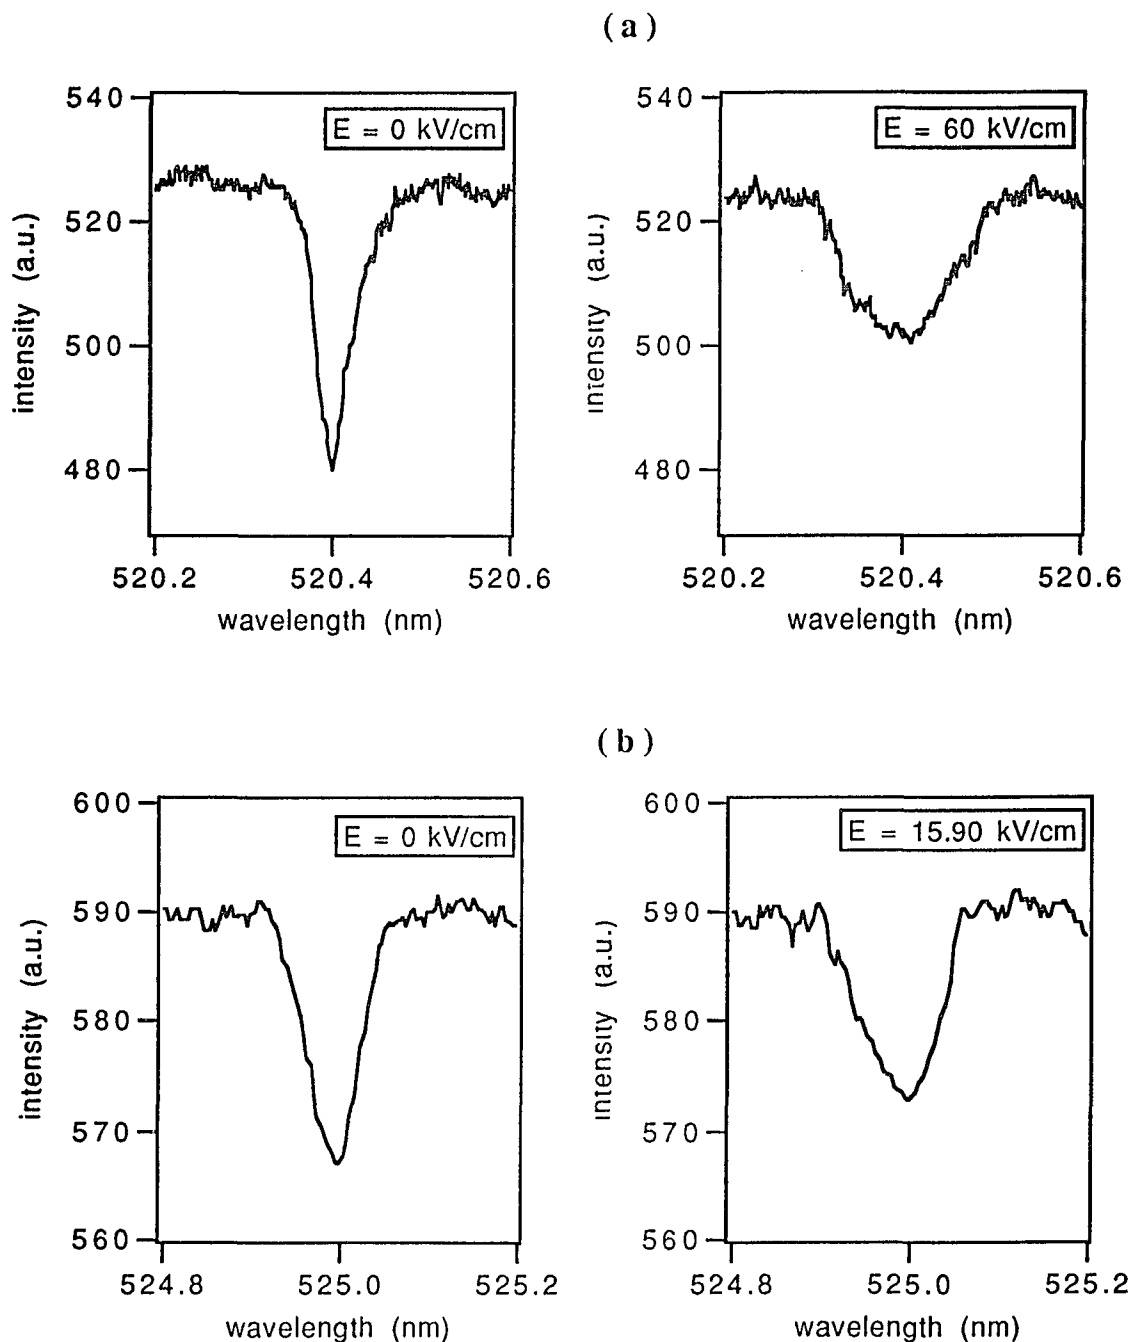 (a)
540
520
500
480
E = 0 kV/cm
intensity (a.u.)
520.2 520.4 520.6
wavelength (nm)
540
520
500
480
E = 60 kV/cm
intensity (a.u.)
520.2 520.4 520.6
wavelength (nm)
(b)
600
590
580
570
560
E = 0 kV/cm
intensity (a.u.)
524.8 525.0 525.2
wavelength (nm)
600
590
580
570
560
E = 15.90 kV/cm
intensity (a.u.)
524.8 525.0 525.2
wavelength (nm)